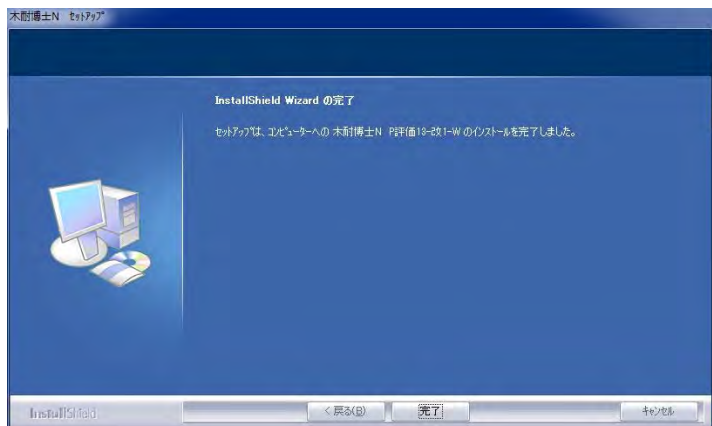 木耐博士N ｾｯﾄｱｯﾌﾟ
InstallShield Wizard の完了
ｾｯﾄｱｯﾌﾟは、ｺﾝﾋﾟｭｰﾀｰへの 木耐博士N P評価13-改1-W のｲﾝｽﾄｰﾙを完了しました。
InstallShield
< 戻る(B)
完了
ｷｬﾝｾﾙ